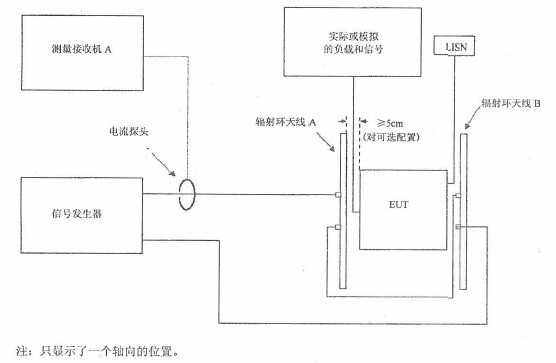 测量接收机 A
实际或模拟
的负载和信号
LISN
电流探头
辐射环天线 A
≥5cm
(对可选配置)
辐射环天线 B
信号发生器
EUT
注：只显示了一个轴向的位置。